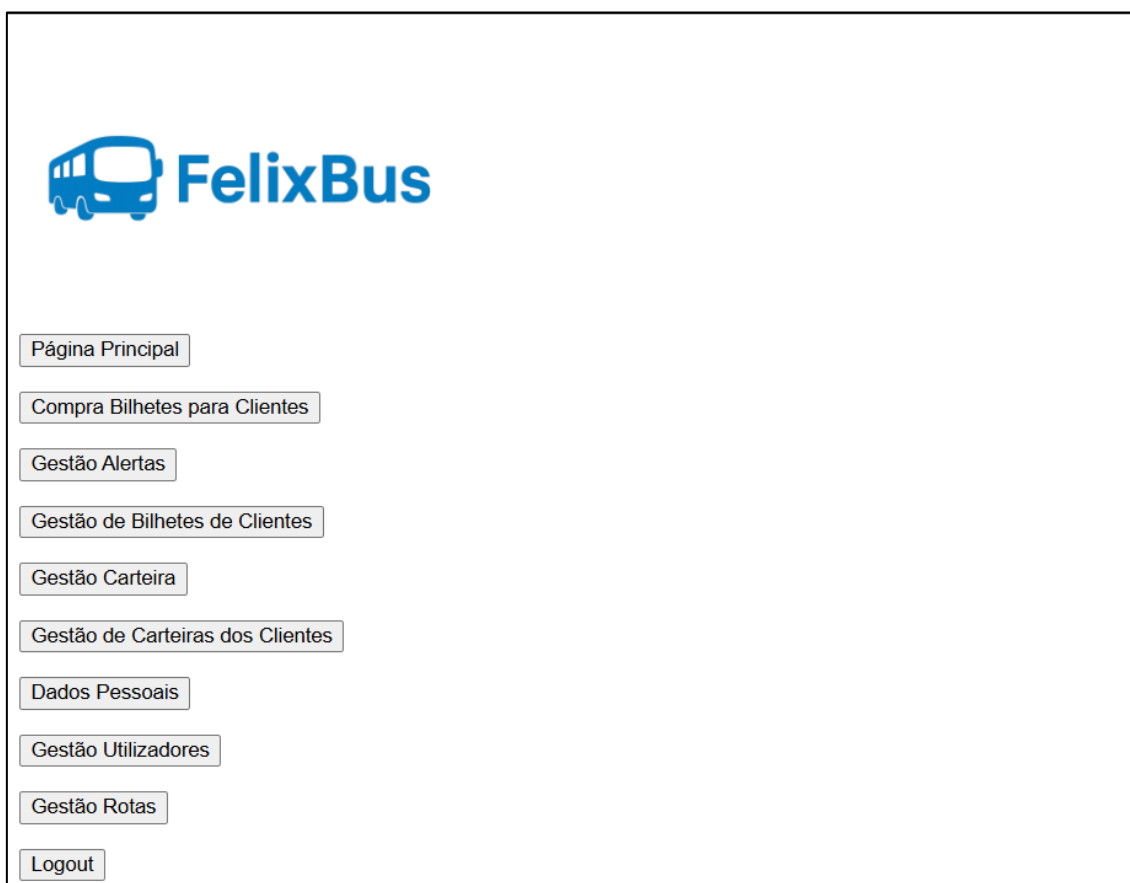 FelixBus
Página Principal
Compra Bilhetes para Clientes
Gestão Alertas
Gestão de Bilhetes de Clientes
Gestão Carteira
Gestão de Carteiras dos Clientes
Dados Pessoais
Gestão Utilizadores
Gestão Rotas
Logout